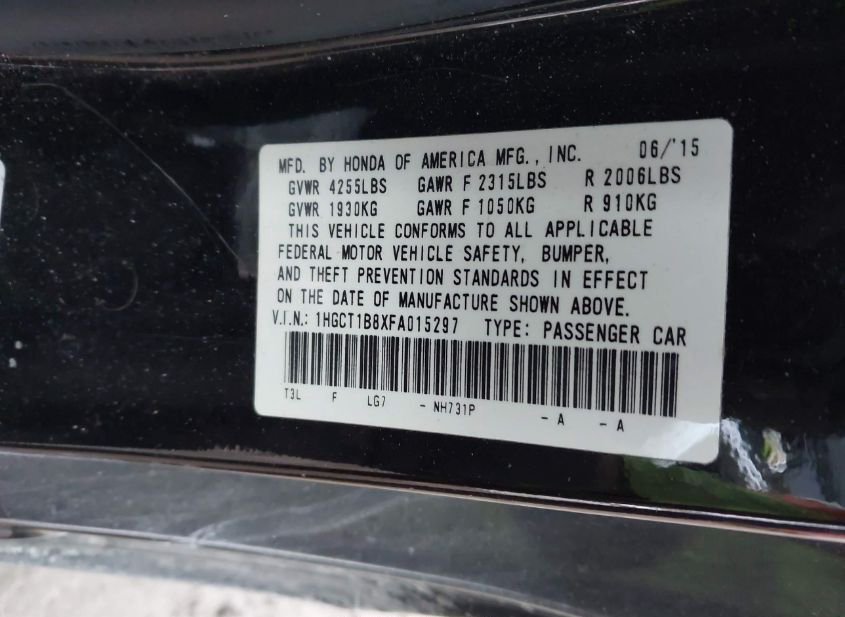 MFD. BY HONDA OF AMERICA MFG., INC. 06/'15
GVWR 4255LBS GAWR F 2315LBS R 2006LBS
GVWR 1930KG GAWR F 1050KG R 910KG
THIS VEHICLE CONFORMS TO ALL APPLICABLE
FEDERAL MOTOR VEHICLE SAFETY, BUMPER,
AND THEFT PREVENTION STANDARDS IN EFFECT
ON THE DATE OF MANUFACTURE SHOWN ABOVE.
V.I.N.: 1HGCT1B8XFA015297 TYPE: PASSENGER CAR
T3L F LG7 - NH731P - A - A